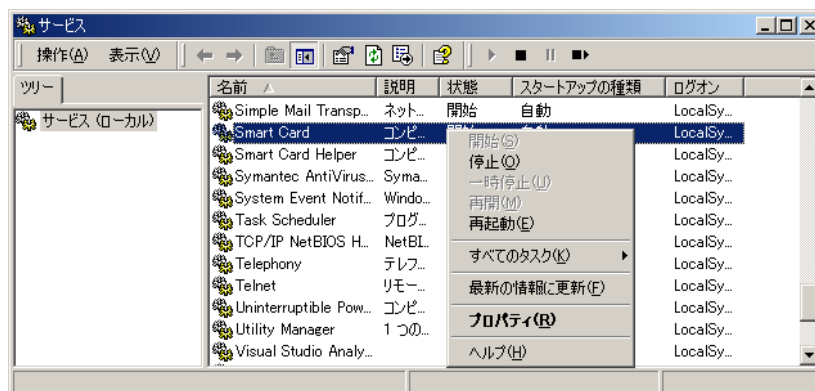 サービス
操作(A) 表示(V)
ツリー
サービス (ローカル)
名前 説明 状態 スタートアップの種類 ログオン
Simple Mail Transp... ネット... 開始 自動 LocalSy...
Smart Card コンピ... LocalSy...
Smart Card Helper コンピ... LocalSy...
Symantec AntiVirus... Syma... LocalSy...
System Event Notif... Windo... LocalSy...
Task Scheduler プログ... LocalSy...
TCP/IP NetBIOS H... NetBI... LocalSy...
Telephony テレフ... LocalSy...
Telnet リモー... LocalSy...
Uninterruptible Pow... コンピ... LocalSy...
Utility Manager 1 つの... LocalSy...
Visual Studio Analy... LocalSy...
開始(S)
停止(O)
一時停止(U)
再開(M)
再起動(E)
すべてのタスク(K)
最新の情報に更新(F)
プロパティ(R)
ヘルプ(H)